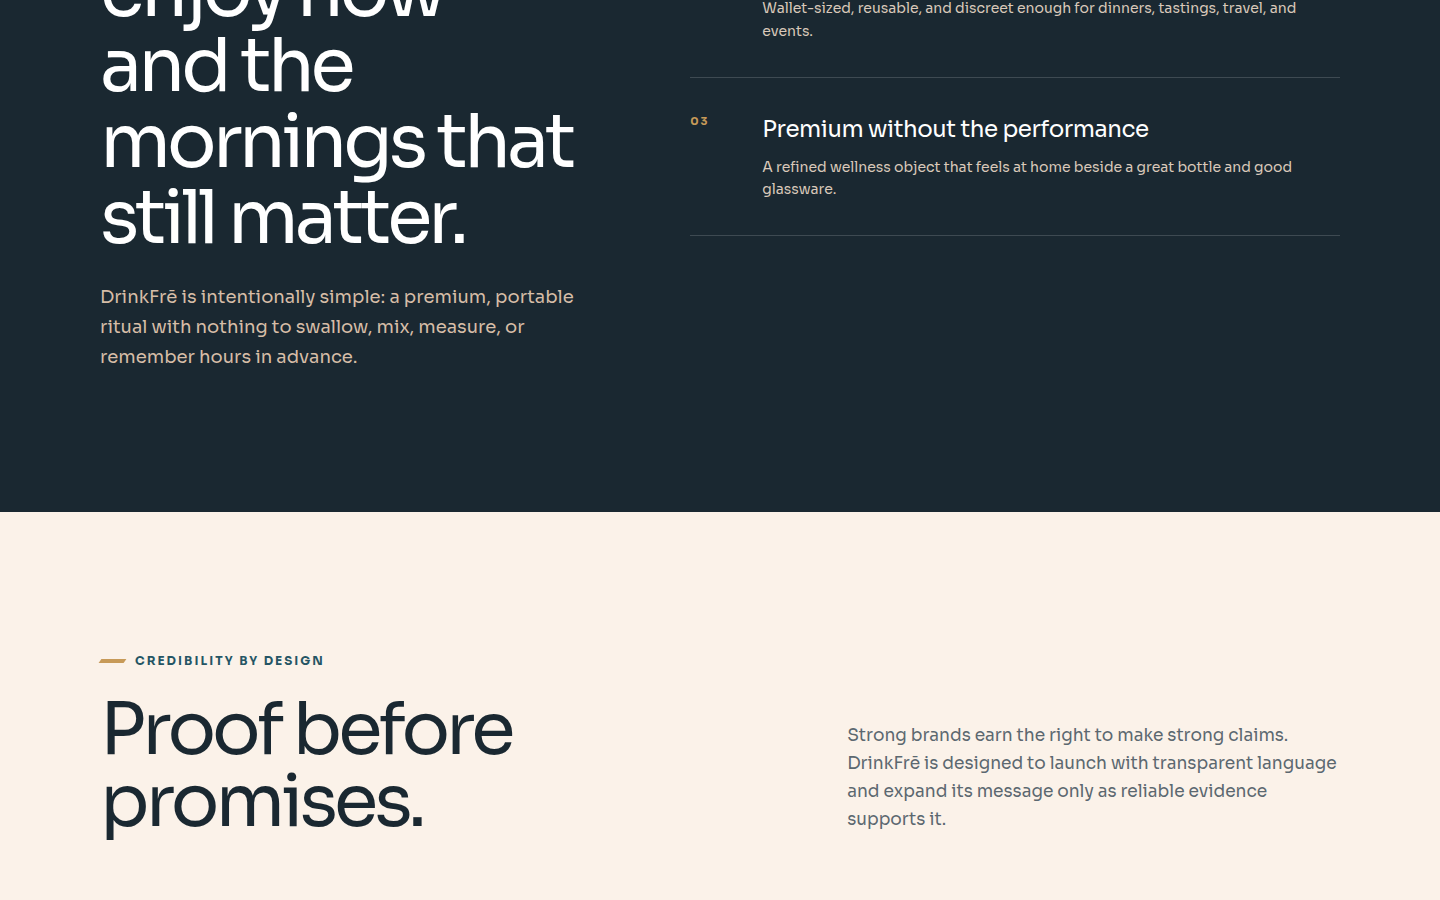 enjoy now
and the
mornings that
still matter.
DrinkFrē is intentionally simple: a premium, portable
ritual with nothing to swallow, mix, measure, or
remember hours in advance.
Wallet-sized, reusable, and discreet enough for dinners, tastings, travel, and
events.
03
Premium without the performance
A refined wellness object that feels at home beside a great bottle and good
glassware.
CREDIBILITY BY DESIGN
Proof before
promises.
Strong brands earn the right to make strong claims.
DrinkFrē is designed to launch with transparent language
and expand its message only as reliable evidence
supports it.